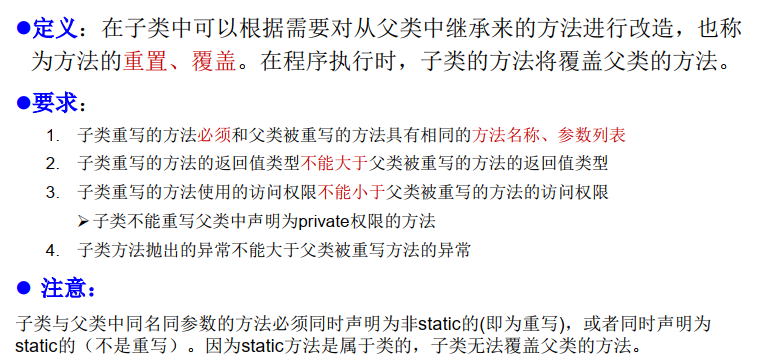 ●定义：在子类中可以根据需要对从父类中继承来的方法进行改造，也称
为方法的重置、覆盖。在程序执行时，子类的方法将覆盖父类的方法。
●要求：
1. 子类重写的方法必须和父类被重写的方法具有相同的方法名称、参数列表
2. 子类重写的方法的返回值类型不能大于父类被重写的方法的返回值类型
3. 子类重写的方法使用的访问权限不能小于父类被重写的方法的访问权限
➢子类不能重写父类中声明为private权限的方法
4. 子类方法抛出的异常不能大于父类被重写方法的异常
● 注意：
子类与父类中同名同参数的方法必须同时声明为非static的(即为重写)，或者同时声明为
static的（不是重写）。因为static方法是属于类的，子类无法覆盖父类的方法。